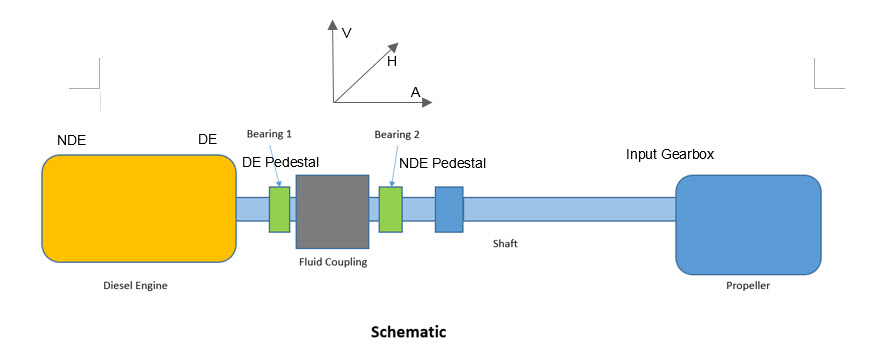 V
H
A
NDE
DE
Bearing 1
Bearing 2
DE Pedestal
NDE Pedestal
Input Gearbox
Shaft
Fluid Coupling
Diesel Engine
Propeller
Schematic